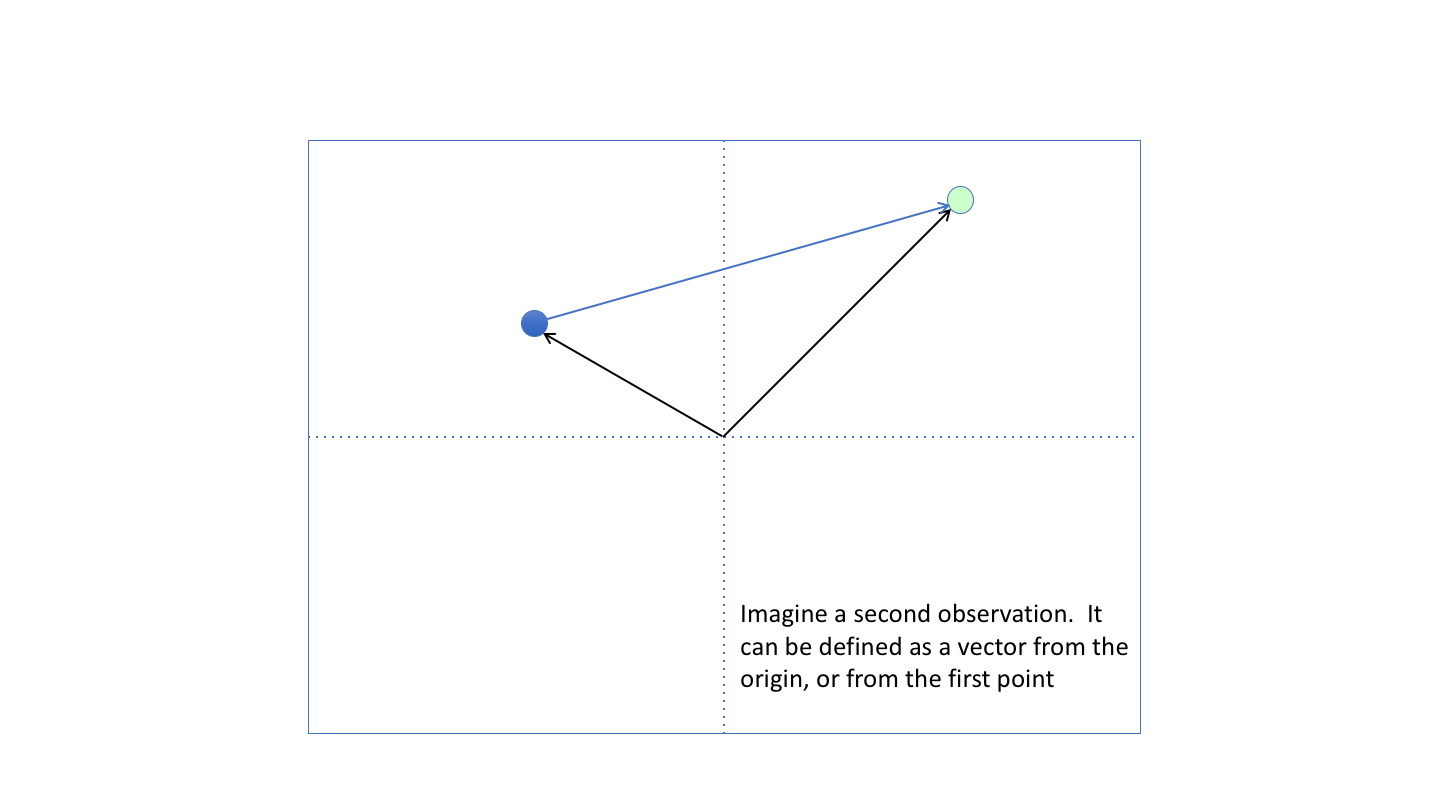 Imagine a second observation.  It
can be defined as a vector from the
origin, or from the first point